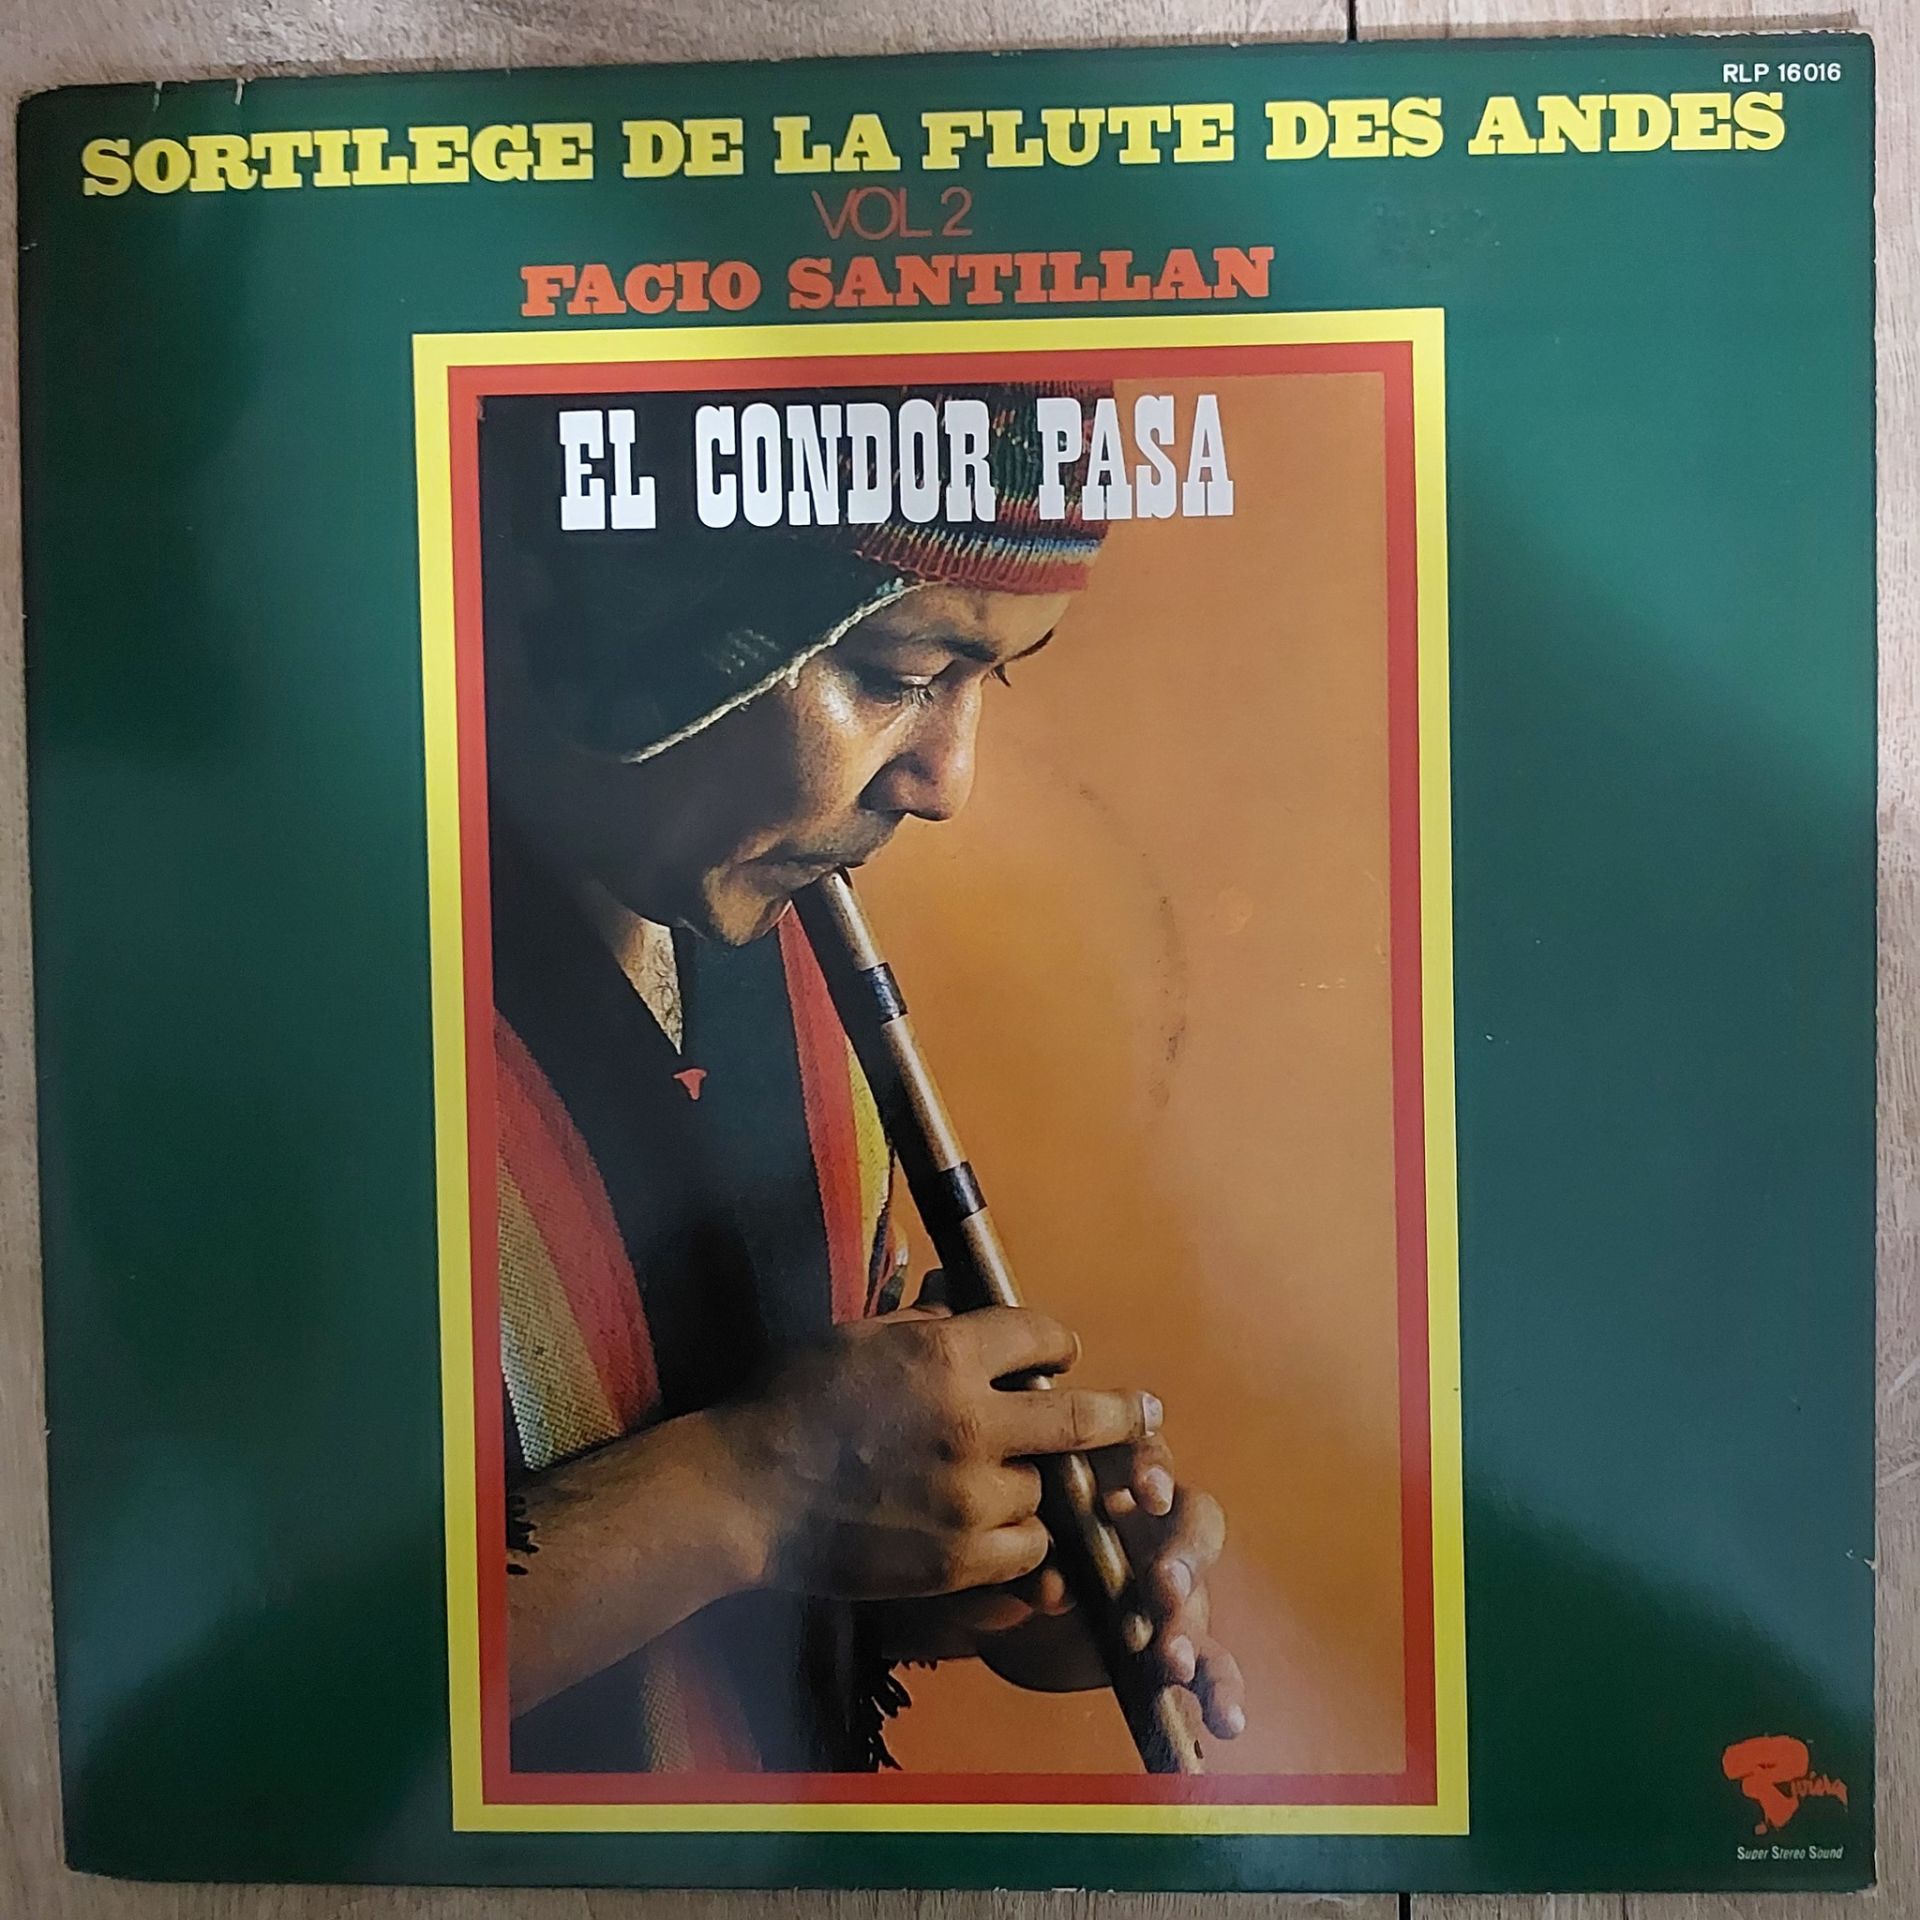 RLP 16016
SORTILEGE DE LA FLUTE DES ANDES
VOL 2
FACIO SANTILLAN
EL CONDOR PASA
Riviera
Super Stereo Sound